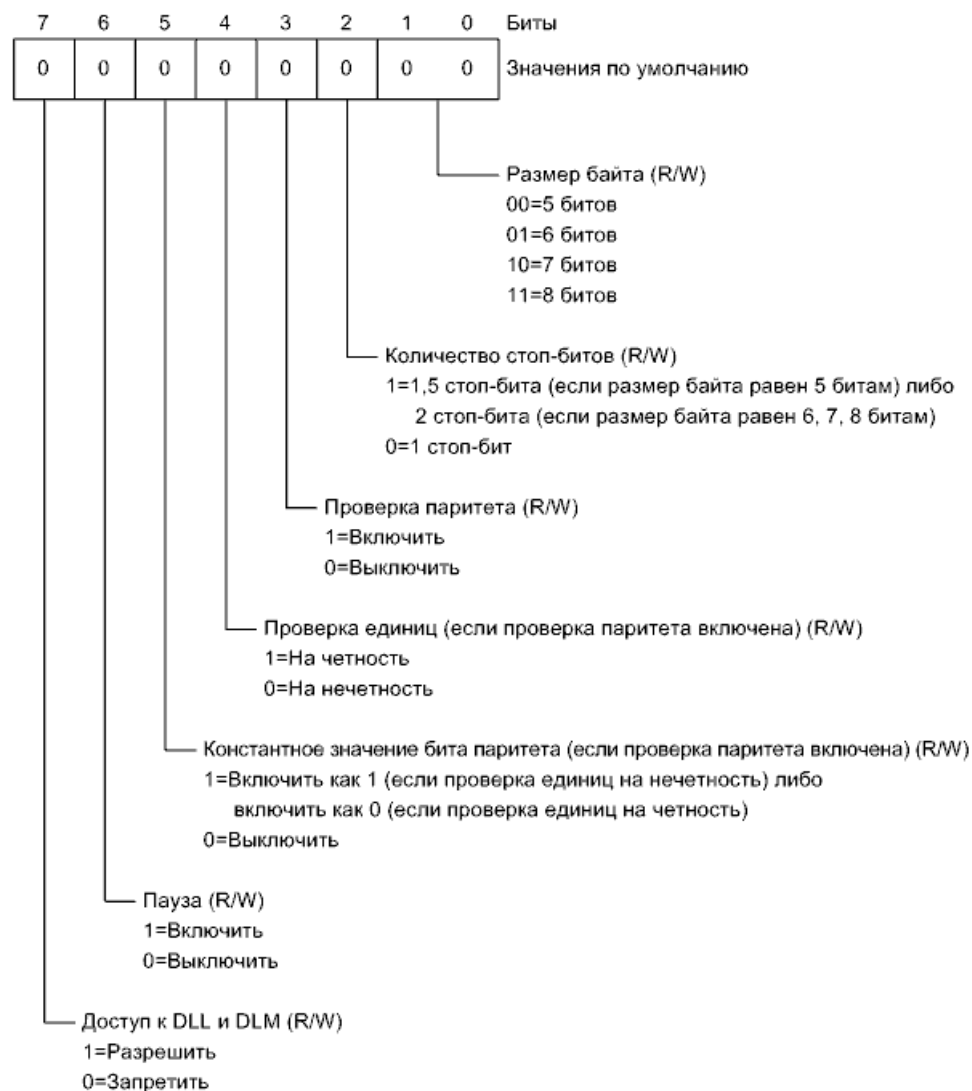 7 6 5 4 3 2 1 0 Биты
0 0 0 0 0 0 0 0 Значения по умолчанию
Размер байта (R/W)
00=5 битов
01=6 битов
10=7 битов
11=8 битов
Количество стоп-битов (R/W)
1=1,5 стоп-бита (если размер байта равен 5 битам) либо
2 стоп-бита (если размер байта равен 6, 7, 8 битам)
0=1 стоп-бит
Проверка паритета (R/W)
1=Включить
0=Выключить
Проверка единиц (если проверка паритета включена) (R/W)
1=На четность
0=На нечетность
Константное значение бита паритета (если проверка паритета включена) (R/W)
1=Включить как 1 (если проверка единиц на нечетность) либо
включить как 0 (если проверка единиц на четность)
0=Выключить
Пауза (R/W)
1=Включить
0=Выключить
Доступ к DLL и DLM (R/W)
1=Разрешить
0=Запретить